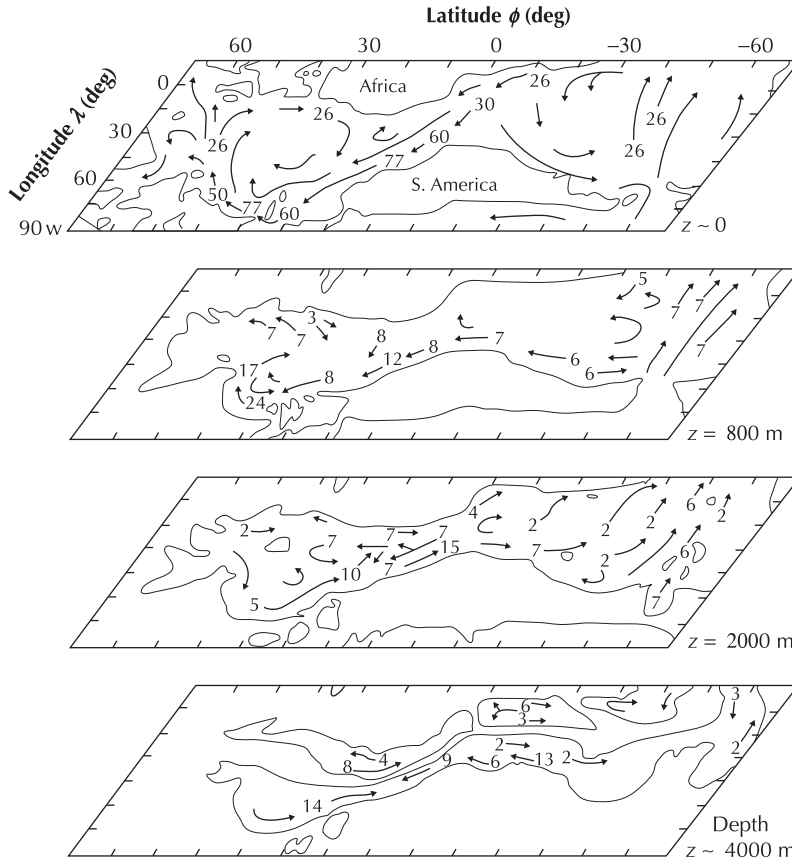 Latitude ϕ (deg)
60 30 0 −30 −60
Longitude λ (deg)
0
30
60
90 w
Africa
S. America
26 26 30 26 26
26 60 77 26
50 77 60
z ~ 0
5
3 7 7 7 7
7 7 8 8 7
17 12 8 6 6
24
z = 800 m
4 6
2 7 7 2 2 2 2
7 15 7 6
10 7 2
5 7
z = 2000 m
6 3
3
4 2 2
8 9 6 13 2
14
Depth
z ~ 4000 m